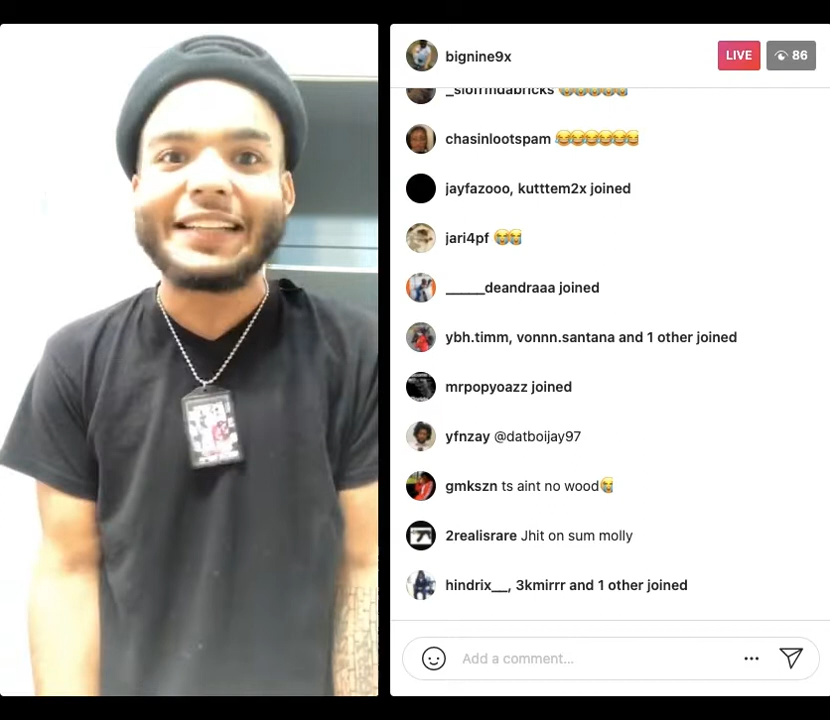 bignine9x
LIVE
86
_slofrmdabricks 😂😂😂😂😂
chasinlootspam 😂😂😂😂😂😂
jayfazooo, kutttem2x joined
jari4pf 😭😭
______deandraaa joined
ybh.timm, vonnn.santana and 1 other joined
mrpopyoazz joined
yfnzay @datboijay97
gmkszn ts aint no wood😭
2realisrare Jhit on sum molly
hindrix__, 3kmirrr and 1 other joined
Add a comment...